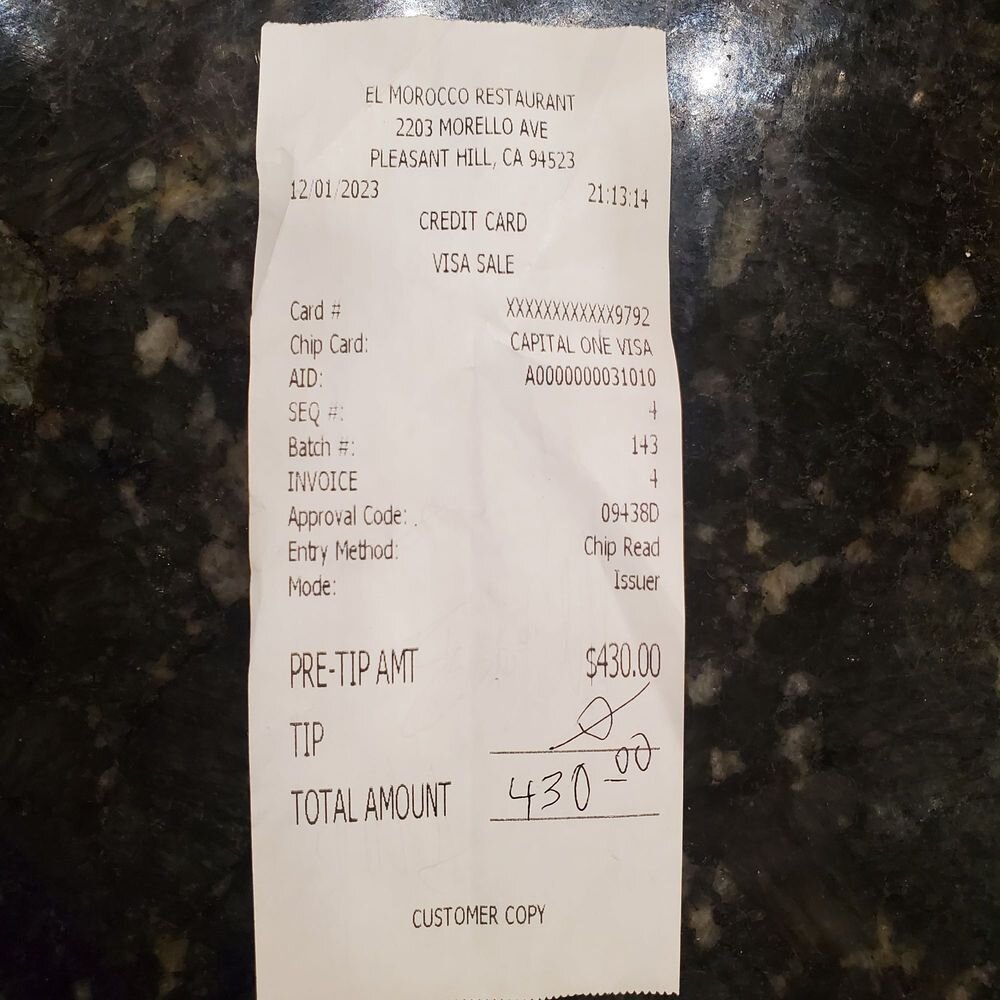 EL MOROCCO RESTAURANT
2203 MORELLO AVE
PLEASANT HILL, CA 94523
12/01/2023 21:13:14
CREDIT CARD
VISA SALE
Card # XXXXXXXXXXXX9792
Chip Card: CAPITAL ONE VISA
AID: A0000000031010
SEQ #: 4
Batch #: 143
INVOICE 4
Approval Code: 09438D
Entry Method: Chip Read
Mode: Issuer
PRE-TIP AMT $430.00
TIP 0
TOTAL AMOUNT 430.00
CUSTOMER COPY